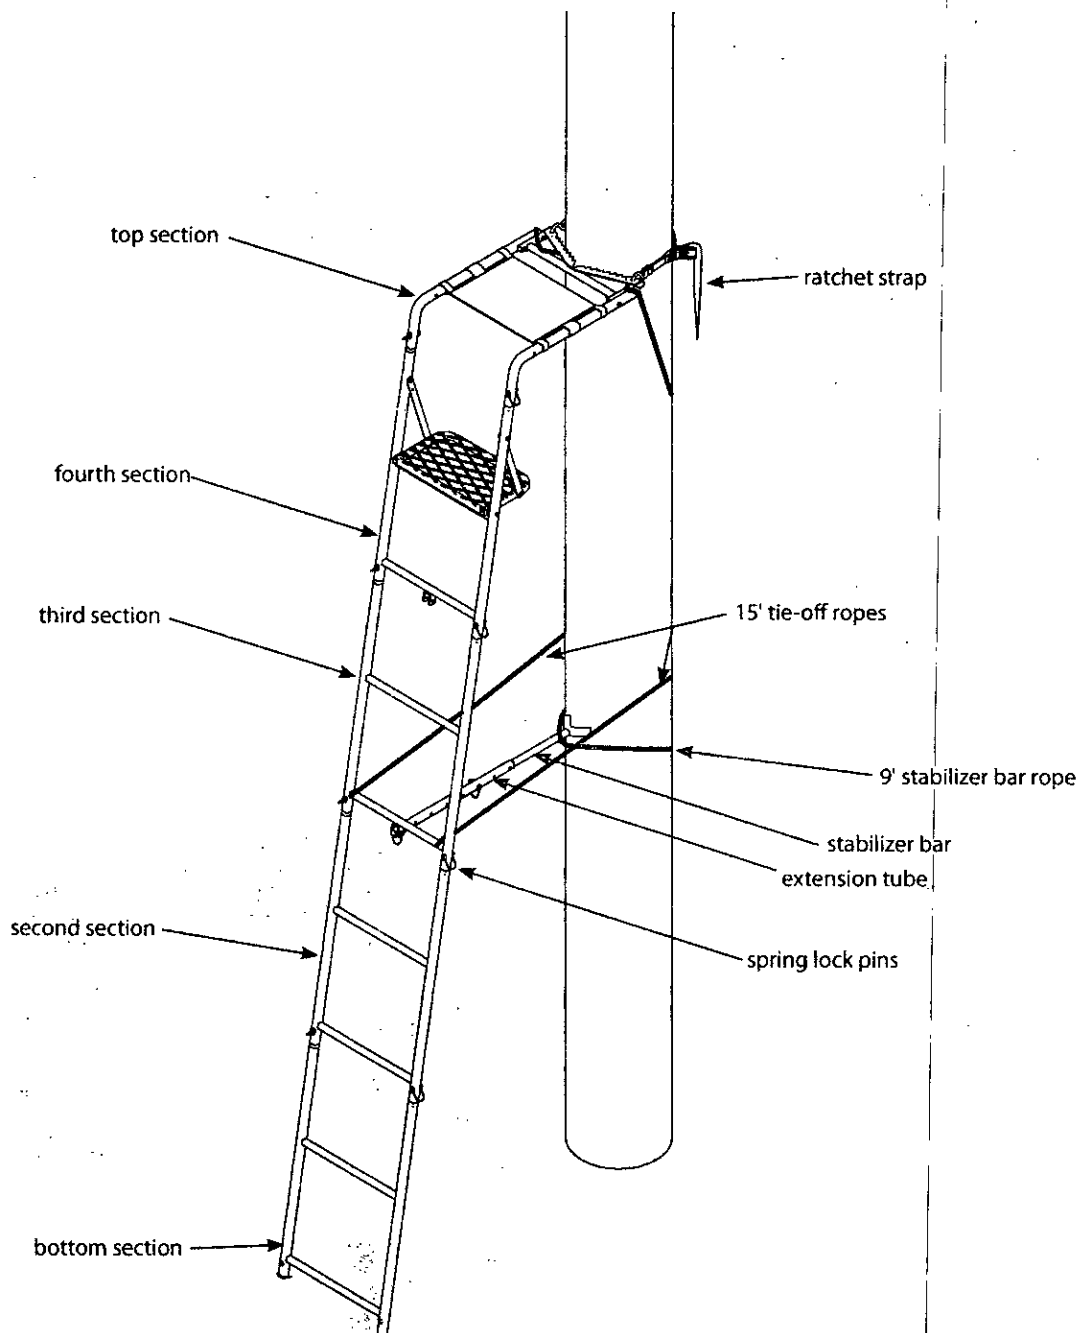 top section
ratchet strap
fourth section
third section
15' tie-off ropes
9' stabilizer bar rope
stabilizer bar
extension tube
second section
spring lock pins
bottom section